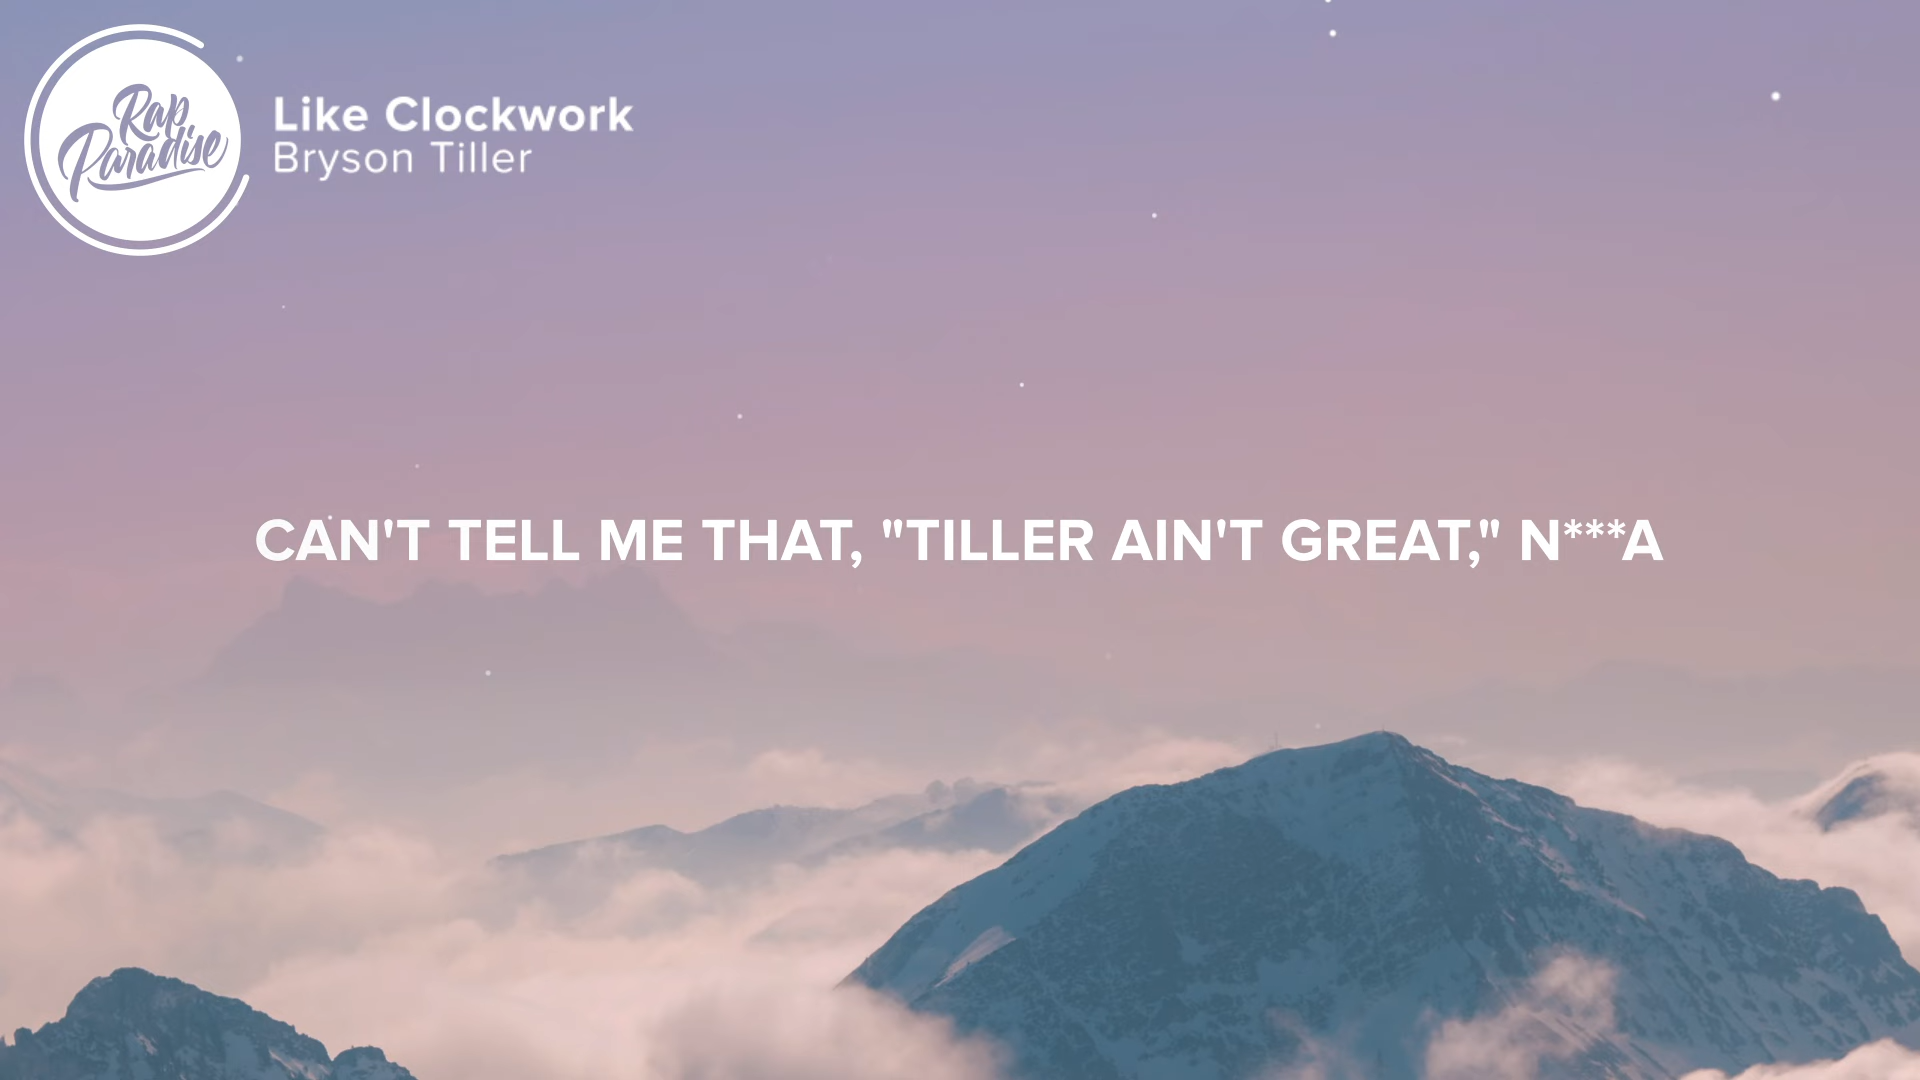 Rap
Paradise
Like Clockwork
Bryson Tiller
CAN'T TELL ME THAT, "TILLER AIN'T GREAT," N***A